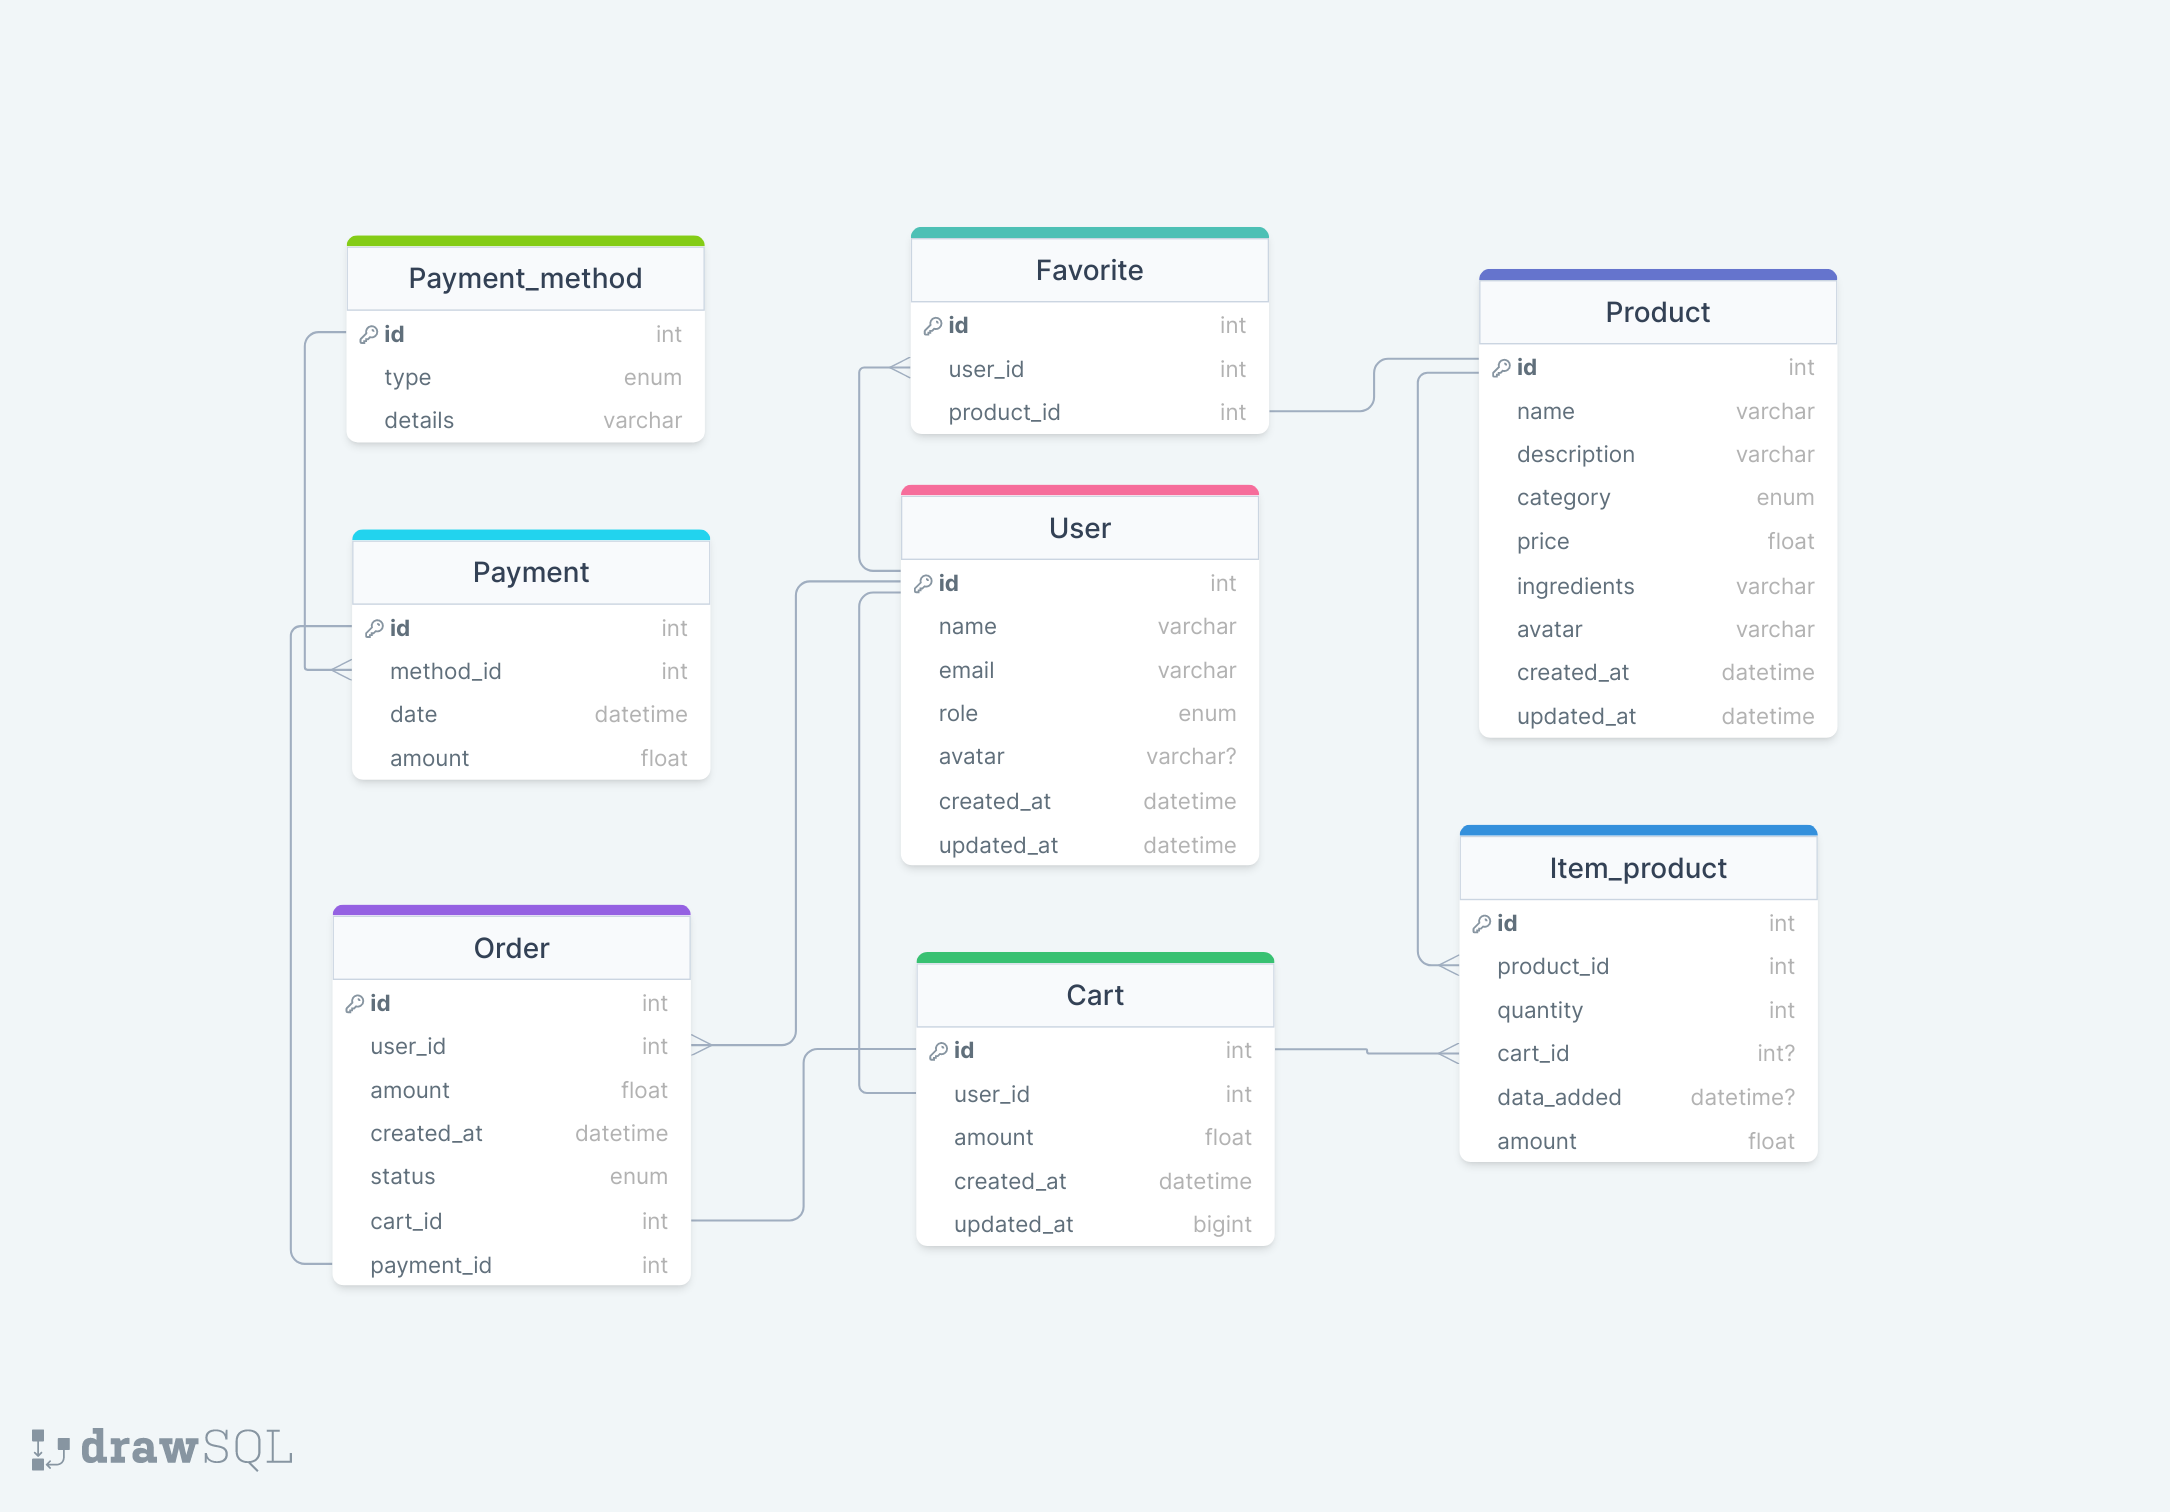 Payment_method
id int
type enum
details varchar
Favorite
id int
user_id int
product_id int
Product
id int
name varchar
description varchar
category enum
price float
ingredients varchar
avatar varchar
created_at datetime
updated_at datetime
Payment
id int
method_id int
date datetime
amount float
User
id int
name varchar
email varchar
role enum
avatar varchar?
created_at datetime
updated_at datetime
Item_product
id int
product_id int
quantity int
cart_id int?
data_added datetime?
amount float
Order
id int
user_id int
amount float
created_at datetime
status enum
cart_id int
payment_id int
Cart
id int
user_id int
amount float
created_at datetime
updated_at bigint
drawSQL